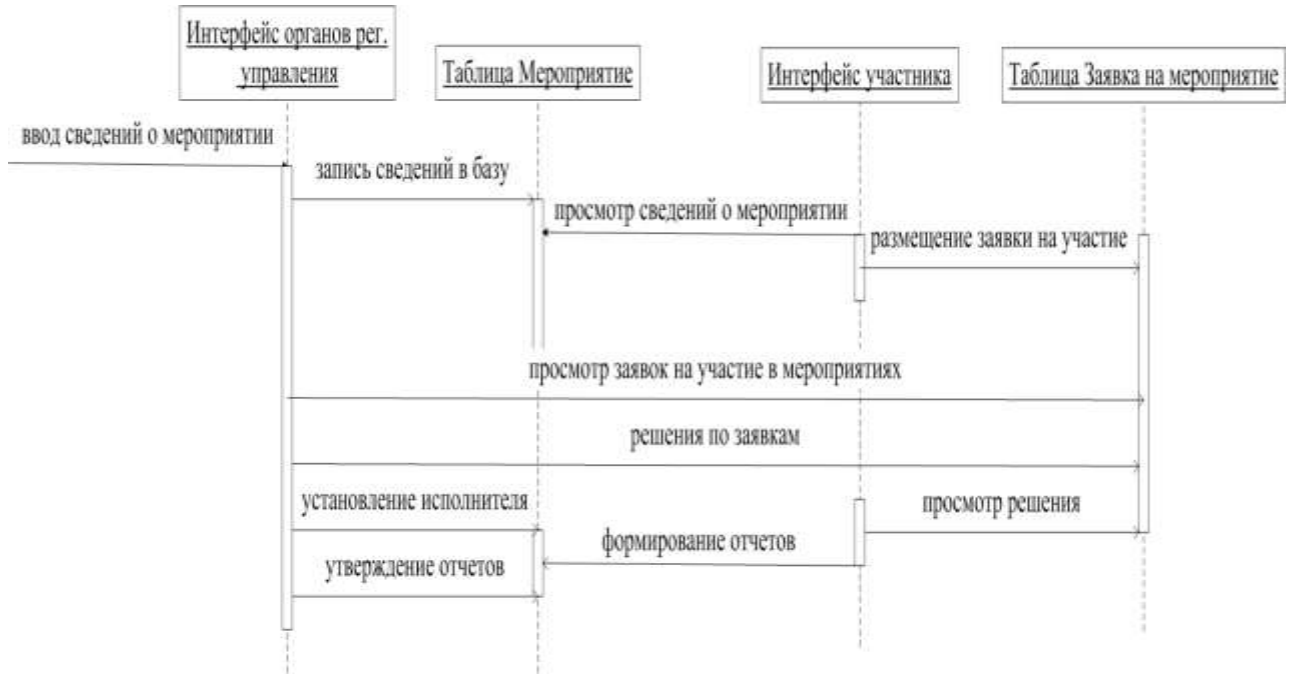 Интерфейс органов рег.
управления
Таблица Мероприятие
Интерфейс участника
Таблица Заявка на мероприятие
ввод сведений о мероприятии
запись сведений в базу
просмотр сведений о мероприятии
размещение заявки на участие
просмотр заявок на участие в мероприятиях
решения по заявкам
установление исполнителя
просмотр решения
формирование отчетов
утверждение отчетов